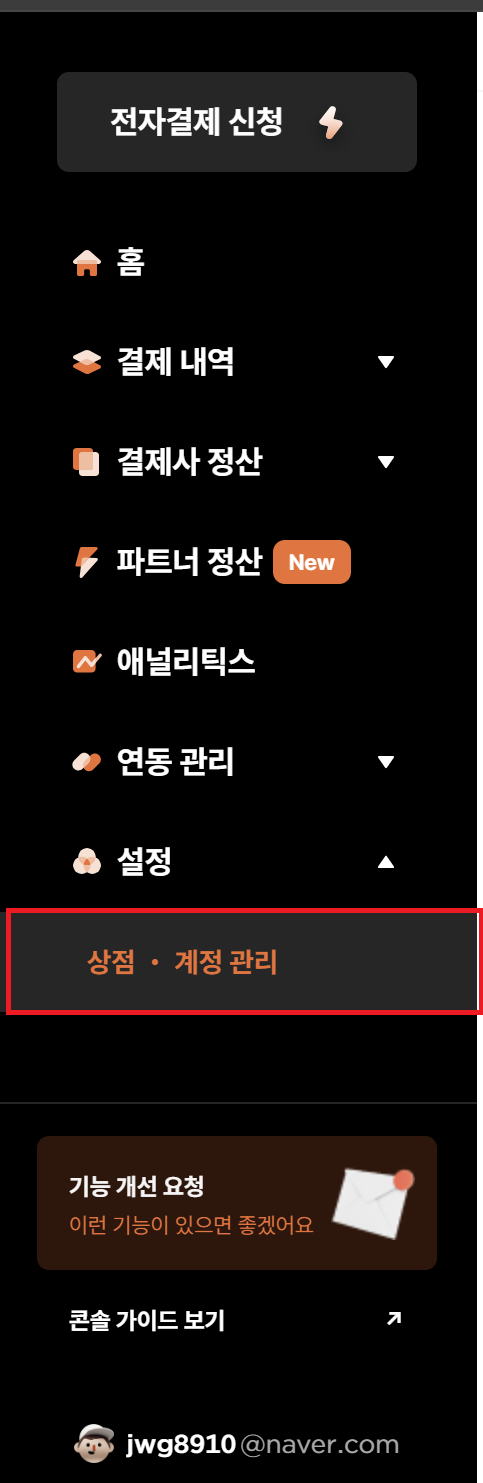 전자결제 신청
홈
결제 내역
결제사 정산
파트너 정산 New
애널리틱스
연동 관리
설정
상점 · 계정 관리
기능 개선 요청
이런 기능이 있으면 좋겠어요
콘솔 가이드 보기
jwg8910@naver.com